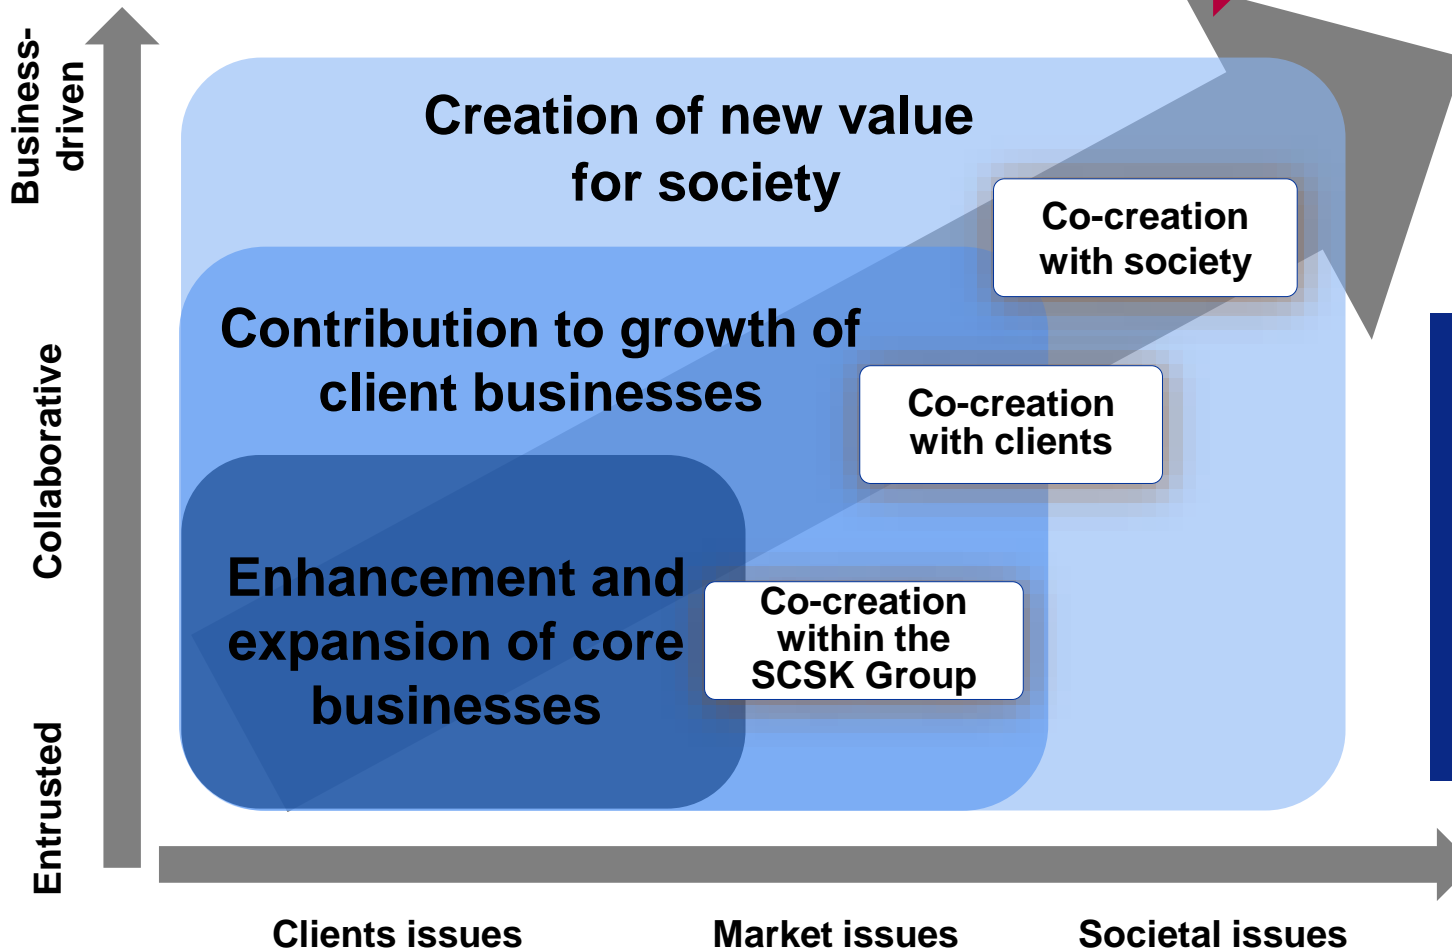 Business-
driven
Collaborative
Entrusted
Creation of new value
for society
Co-creation
with society
Contribution to growth of
client businesses
Co-creation
with clients
Enhancement and
expansion of core
businesses
Co-creation
within the
SCSK Group
Clients issues
Market issues
Societal issues